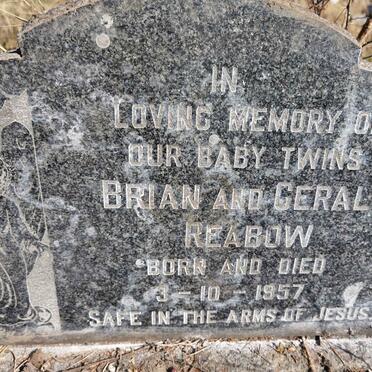 IN
LOVING MEMORY O
OUR BABY TWINS
BRIAN AND GERAL
REABOW
BORN AND DIED
3-10-1957
SAFE IN THE ARMS OF JESUS.